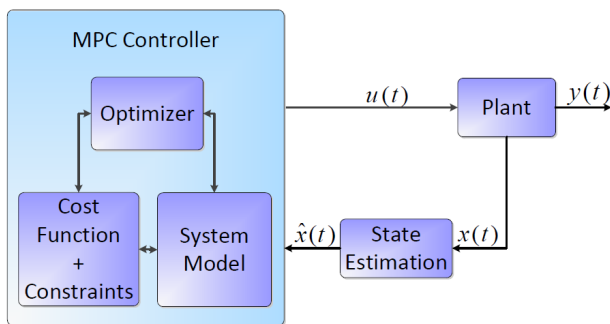 MPC Controller
Optimizer
Cost
Function
+
Constraints
System
Model
u(t)
Plant
y(t)
x̂(t)
State
Estimation
x(t)